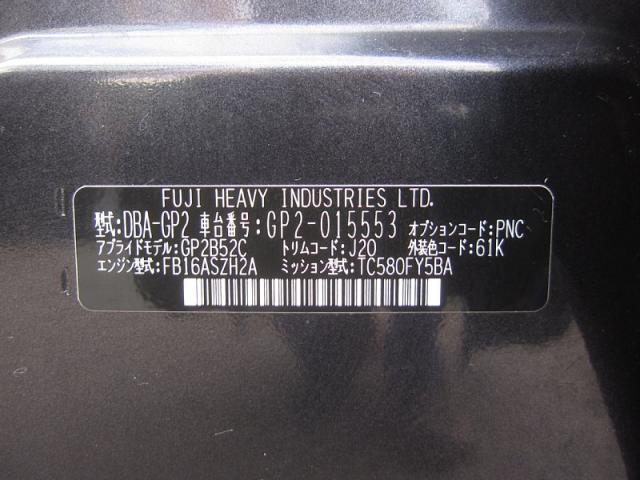 FUJI HEAVY INDUSTRIES LTD.
型式:DBA-GP2 車台番号:GP2-015553 オプションコード:PNC
アプライドモデル:GP2B52C トリムコード:J20 外装色コード:61K
エンジン型式:FB16ASZH2A ミッション型式:TC580FY5BA